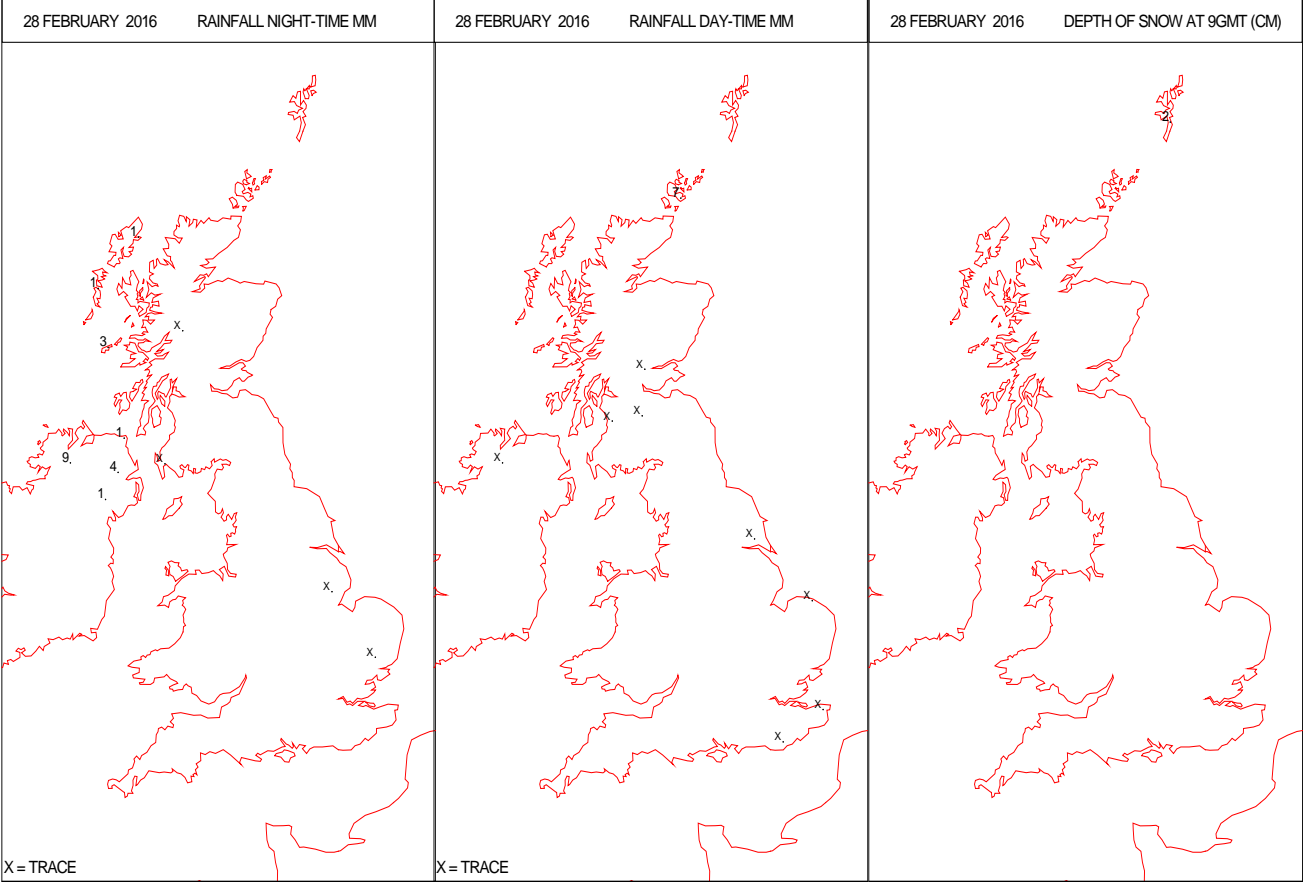 28 FEBRUARY 2016 RAINFALL NIGHT-TIME MM
1.
1
X.
3.
1.
9.
x
4.
1.
X.
X.
X = TRACE
28 FEBRUARY 2016 RAINFALL DAY-TIME MM
7
X.
X.
X.
X.
X.
X.
X.
X.
X = TRACE
28 FEBRUARY 2016 DEPTH OF SNOW AT 9GMT (CM)
2